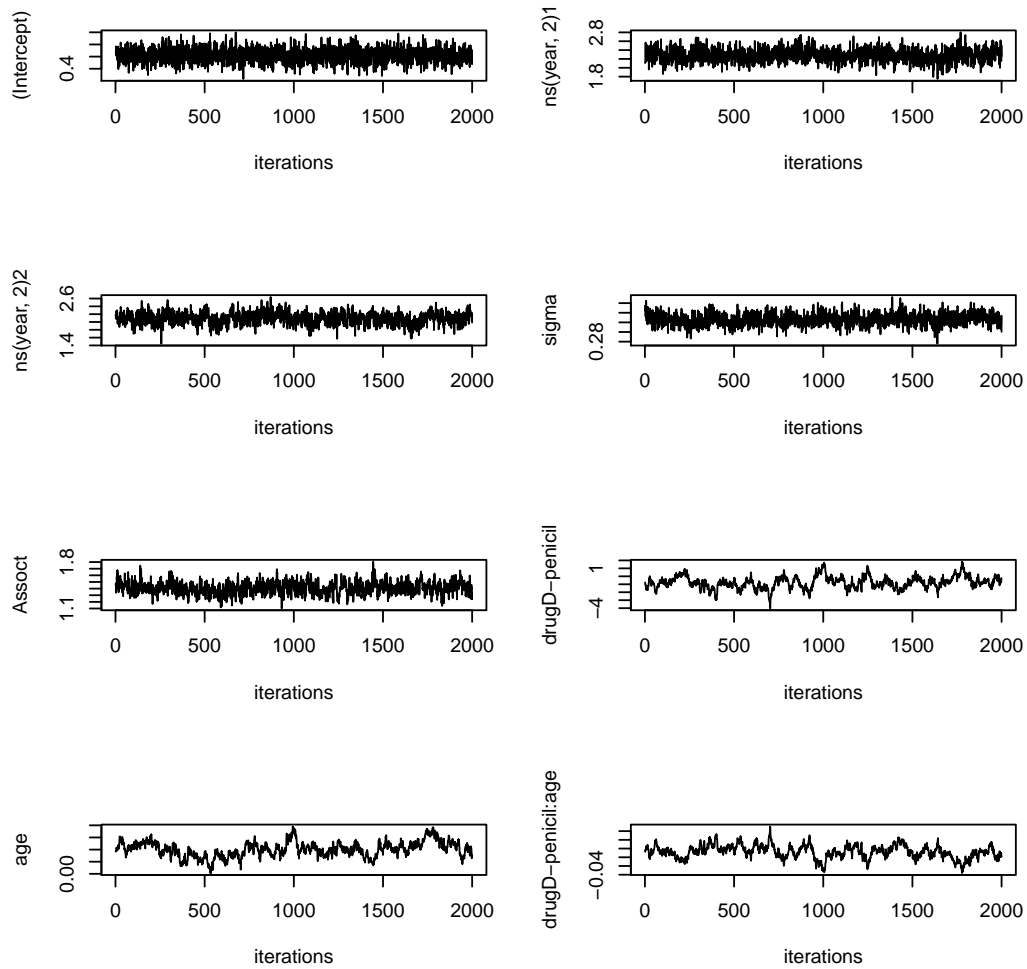 (Intercept)
0.4
0 500 1000 1500 2000
iterations
ns(year, 2)1
1.8 2.8
0 500 1000 1500 2000
iterations
ns(year, 2)2
1.4 2.6
0 500 1000 1500 2000
iterations
sigma
0.28
0 500 1000 1500 2000
iterations
Assoct
1.1 1.8
0 500 1000 1500 2000
iterations
drugD−penicil
−4 1
0 500 1000 1500 2000
iterations
age
0.00
0 500 1000 1500 2000
iterations
drugD−penicil:age
−0.04
0 500 1000 1500 2000
iterations